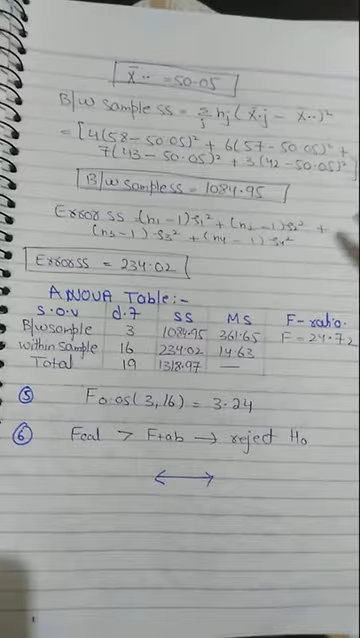 X̄.. = 50.05
B/w Sample SS = Σj nj (X̄.j - X̄..)²
= [4(58-50.05)² + 6(57-50.05)² +
7(43-50.05)² + 3(42-50.05)²]
B/w sample ss = 1084.95
Error SS = (n₁-1)S₁² + (n₂-1)S₂² +
(n₃-1).S₃² + (n₄-1)S₄²
Error SS = 234.02
ANOVA Table:-
S.O.V d.f SS MS F-ratio.
B/w sample 3 1084.95 361.65 F = 24.72
within sample 16 234.02 14.63
Total 19 1318.97 —
⑤ F0.05(3,16) = 3.24
⑥ Fcal > Ftab → reject H₀